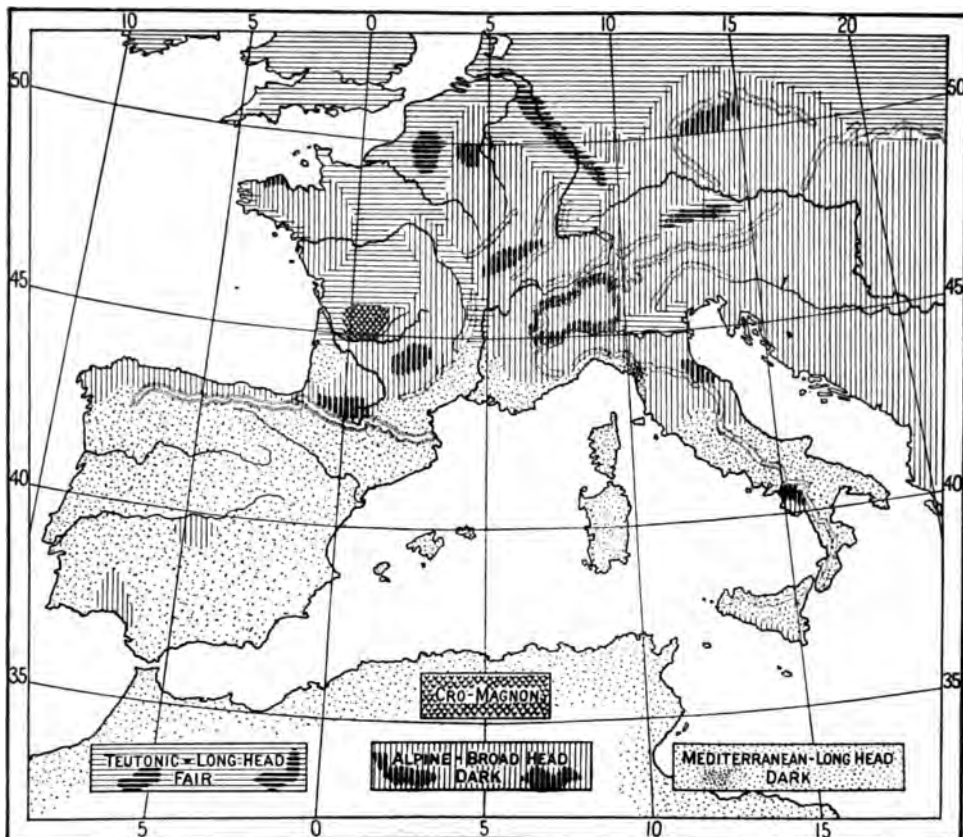 10 5 0 5 10 15 20
50 50
45 45
40 40
35 35
CRO-MAGNON
TEUTONIC = LONG-HEAD
FAIR
ALPINE = BROAD HEAD
DARK
MEDITERRANEAN-LONG HEAD
DARK
5 0 5 10 15